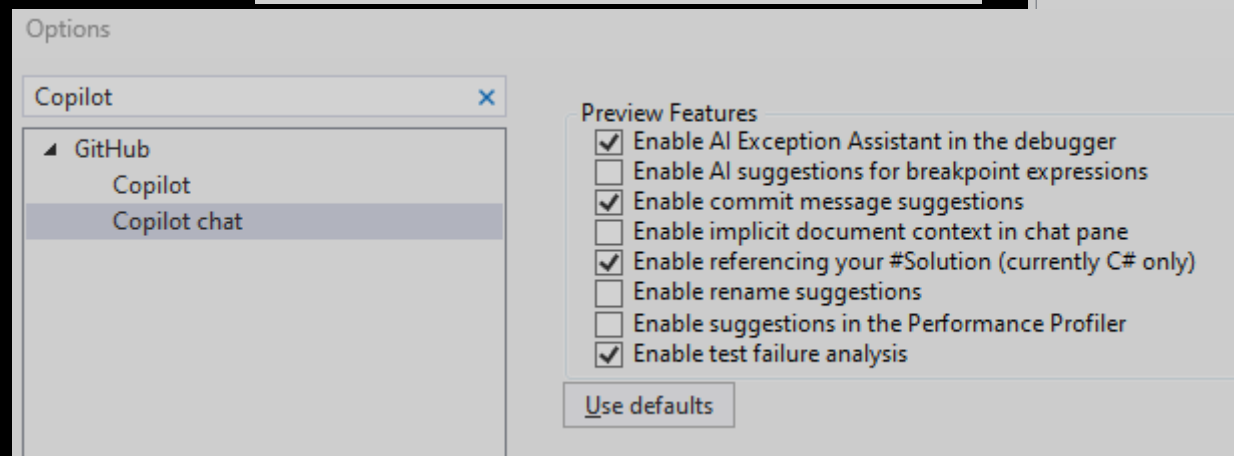 Options
Copilot
GitHub
Copilot
Copilot chat
Preview Features
Enable AI Exception Assistant in the debugger
Enable AI suggestions for breakpoint expressions
Enable commit message suggestions
Enable implicit document context in chat pane
Enable referencing your #Solution (currently C# only)
Enable rename suggestions
Enable suggestions in the Performance Profiler
Enable test failure analysis
Use defaults